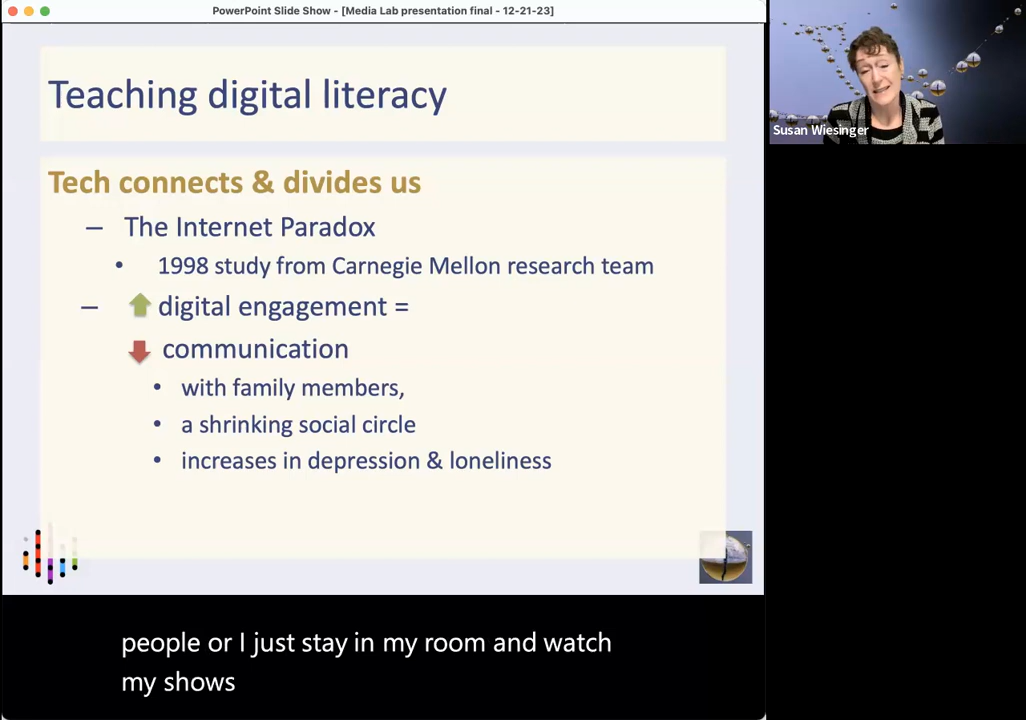 PowerPoint Slide Show - [Media Lab presentation final - 12-21-23]
Teaching digital literacy
Tech connects & divides us
– The Internet Paradox
• 1998 study from Carnegie Mellon research team
– digital engagement =
communication
• with family members,
• a shrinking social circle
• increases in depression & loneliness
Susan Wiesinger
people or I just stay in my room and watch
my shows